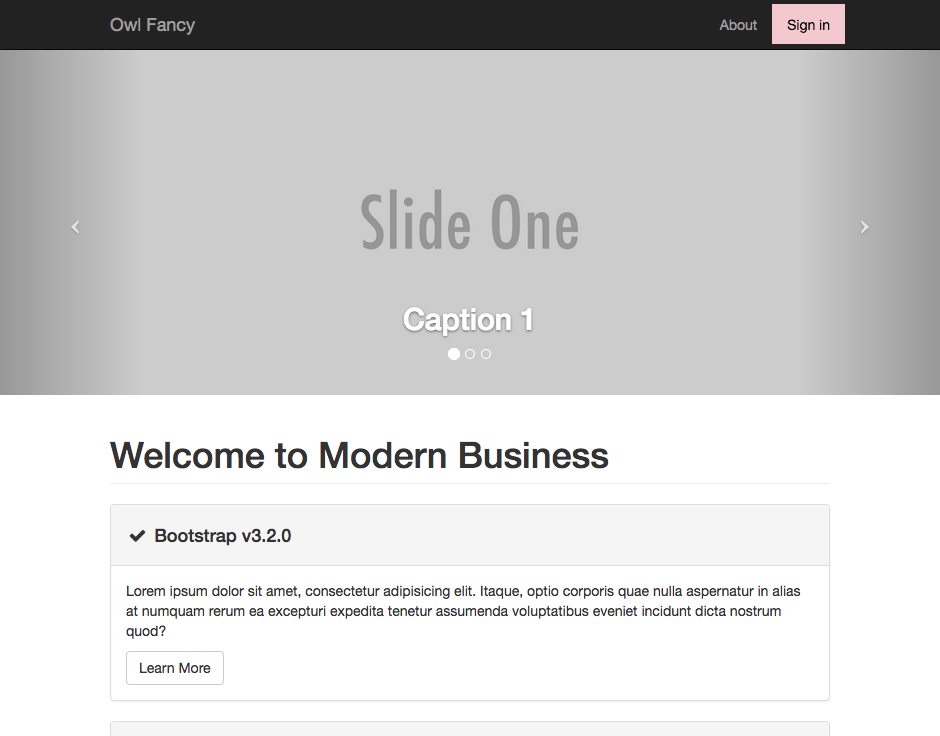 Owl Fancy
About
Sign in
Slide One
Caption 1
Welcome to Modern Business
Bootstrap v3.2.0
Lorem ipsum dolor sit amet, consectetur adipisicing elit. Itaque, optio corporis quae nulla aspernatur in alias
at numquam rerum ea excepturi expedita tenetur assumenda voluptatibus eveniet incidunt dicta nostrum
quod?
Learn More